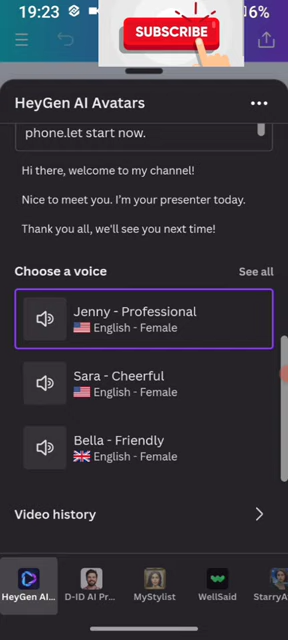 19:23
6%
SUBSCRIBE
HeyGen AI Avatars
phone.let start now.
Hi there, welcome to my channel!
Nice to meet you. I'm your presenter today.
Thank you all, we'll see you next time!
Choose a voice
See all
Jenny - Professional
English - Female
Sara - Cheerful
English - Female
Bella - Friendly
English - Female
Video history
HeyGen AI...
D-ID AI Pr...
MyStylist
WellSaid
StarryA